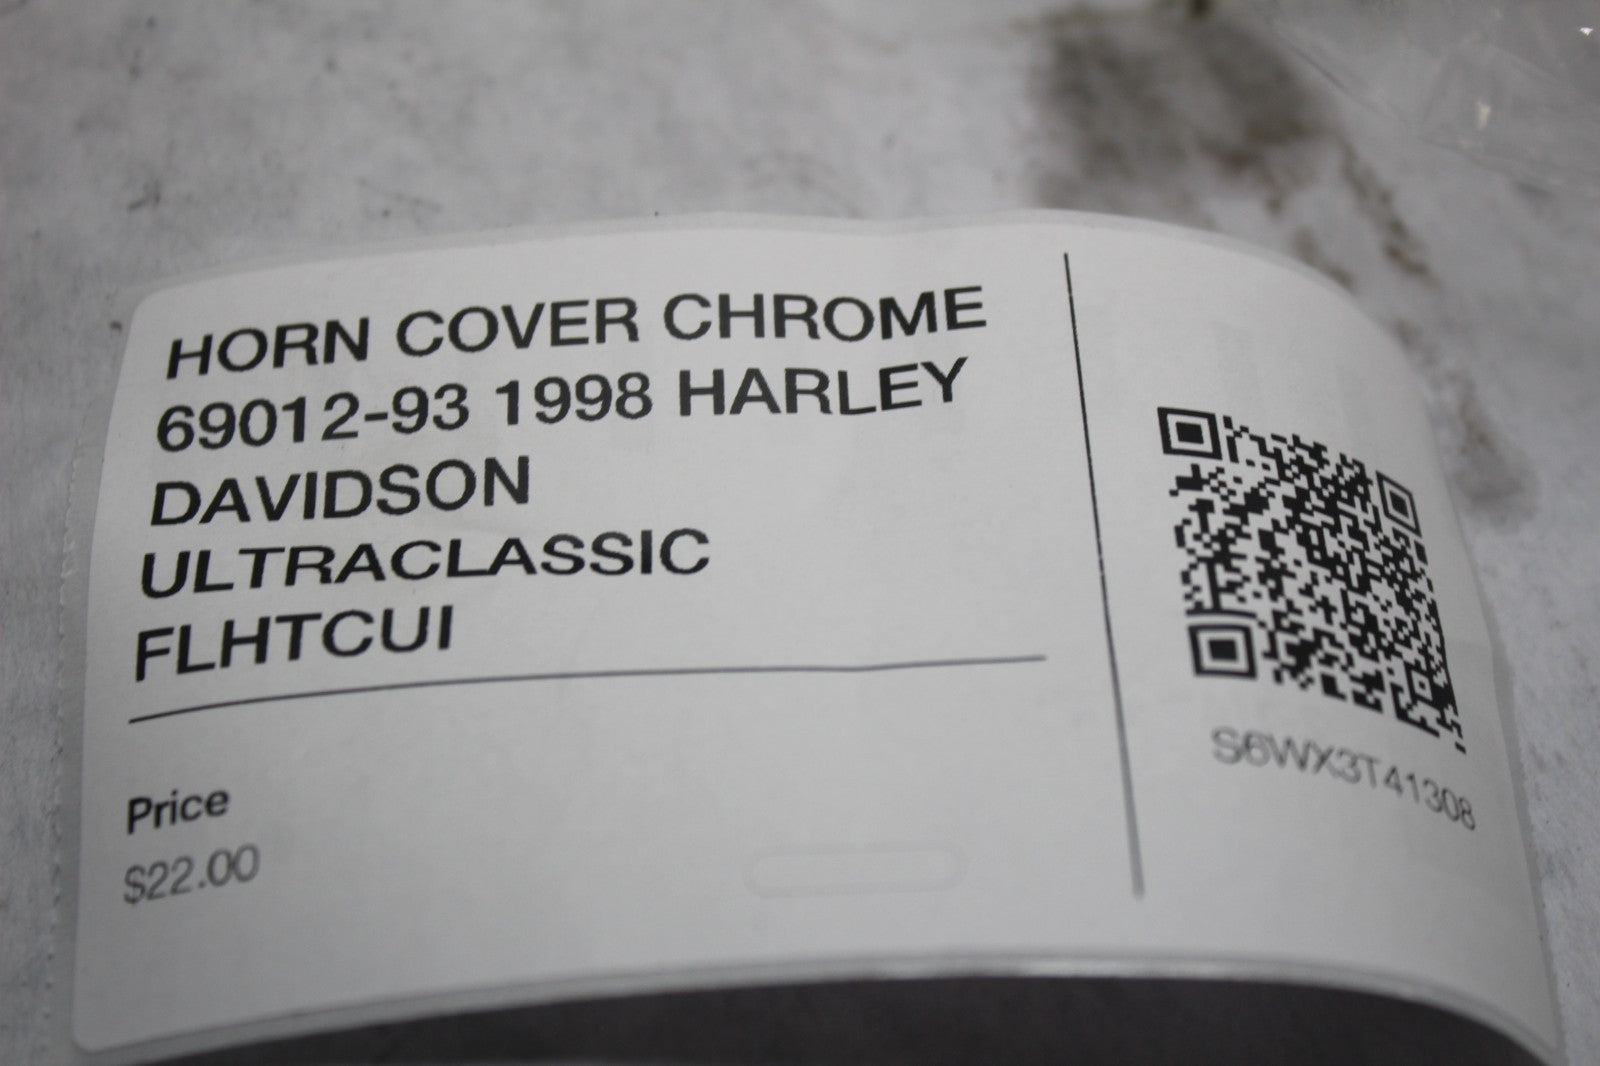 HORN COVER CHROME
69012-93 1998 HARLEY
DAVIDSON
ULTRACLASSIC
FLHTCUI
Price
$22.00
S6WX3T41308